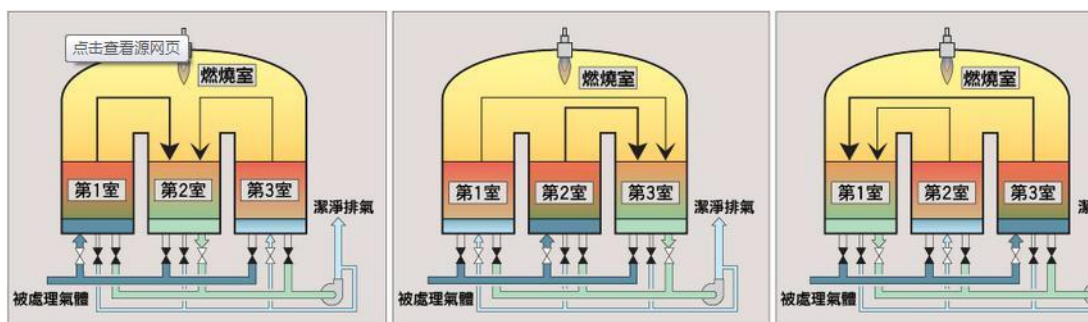 点击查看源网页
燃燒室
第1室
第2室
第3室
潔淨排氣
被處理氣體
燃燒室
第1室
第2室
第3室
潔淨排氣
被處理氣體
燃燒室
第1室
第2室
第3室
被處理氣體